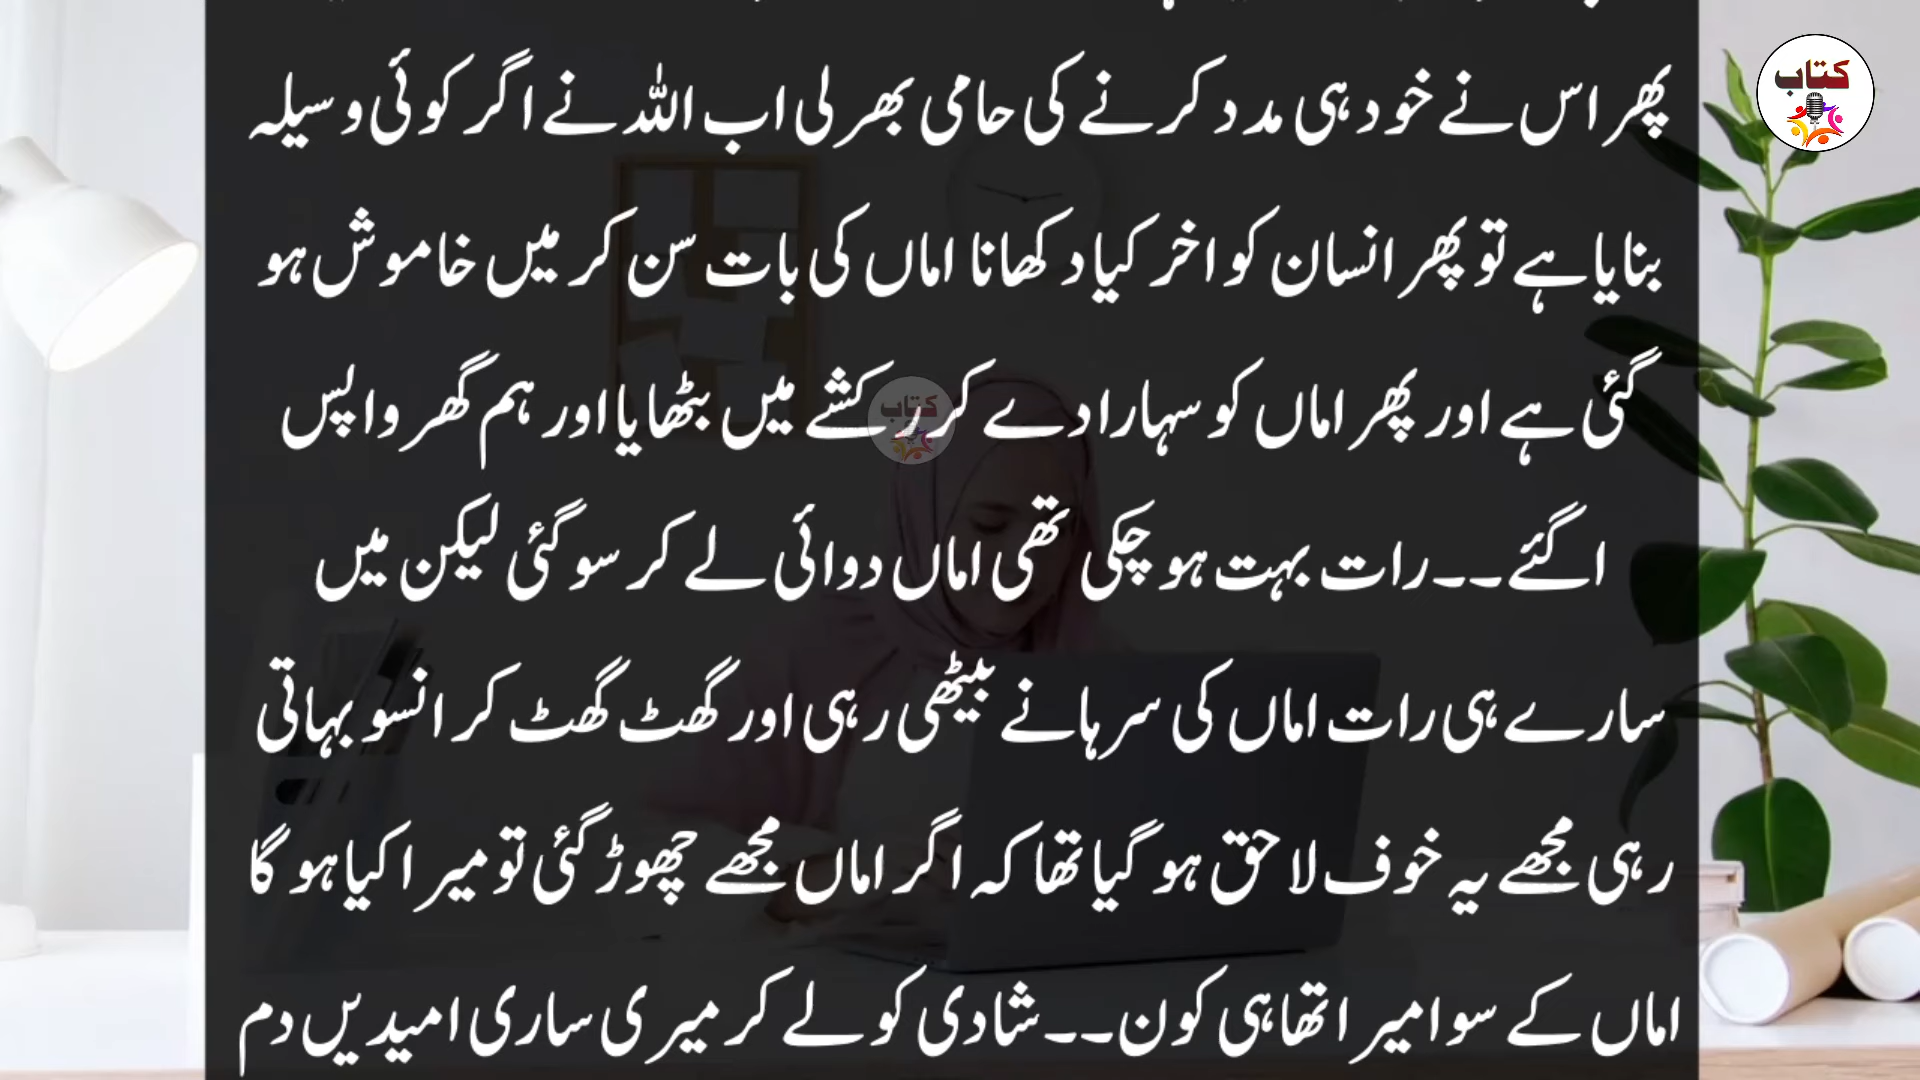 پھر اس نے خود ہی مدد کرنے کی حامی بھر لی اب اللہ نے اگر کوئی وسیلہ
بنایا ہے تو پھر انسان کو اخر کیا دکھانا اماں کی بات سن کر میں خاموش ہو
گئی ہے اور پھر اماں کو سہارا دے کر رکشے میں بٹھایا اور ہم گھر واپس
اگئے۔۔رات بہت ہو چکی تھی اماں دوائی لے کر سو گئی لیکن میں
سارے ہی رات اماں کی سرہانے بیٹھی رہی اور گھٹ گھٹ کر انسو بہاتی
رہی مجھے یہ خوف لاحق ہو گیا تھا کہ اگر اماں مجھے چھوڑ گئی تو میرا کیا ہو گا
اماں کے سوا میرا تھا ہی کون۔۔شادی کو لے کر میری ساری امیدیں دم
کتاب
کتاب